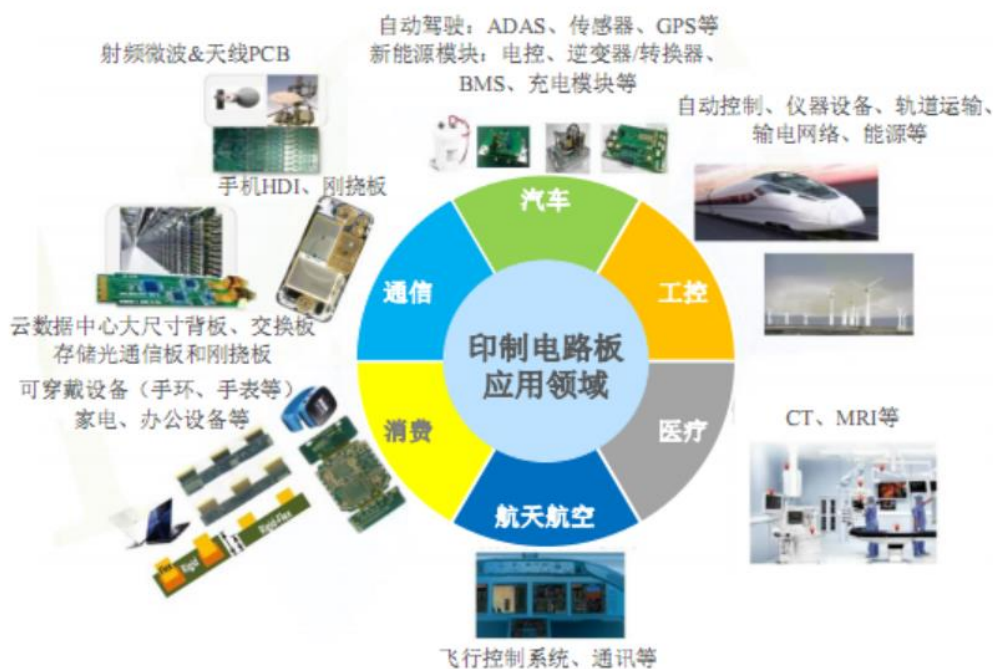 自动驾驶：ADAS、传感器、GPS等
新能源模块：电控、逆变器/转换器、
BMS、充电模块等
射频微波&天线PCB
自动控制、仪器设备、轨道运输、
输电网络、能源等
手机HDI、刚挠板
汽车
通信
工控
云数据中心大尺寸背板、交换板
存储光通信板和刚挠板
印制电路板
应用领域
可穿戴设备（手环、手表等）
家电、办公设备等
消费
医疗
CT、MRI等
航天航空
Flex
Rigid
Rigid-Flex
飞行控制系统、通讯等